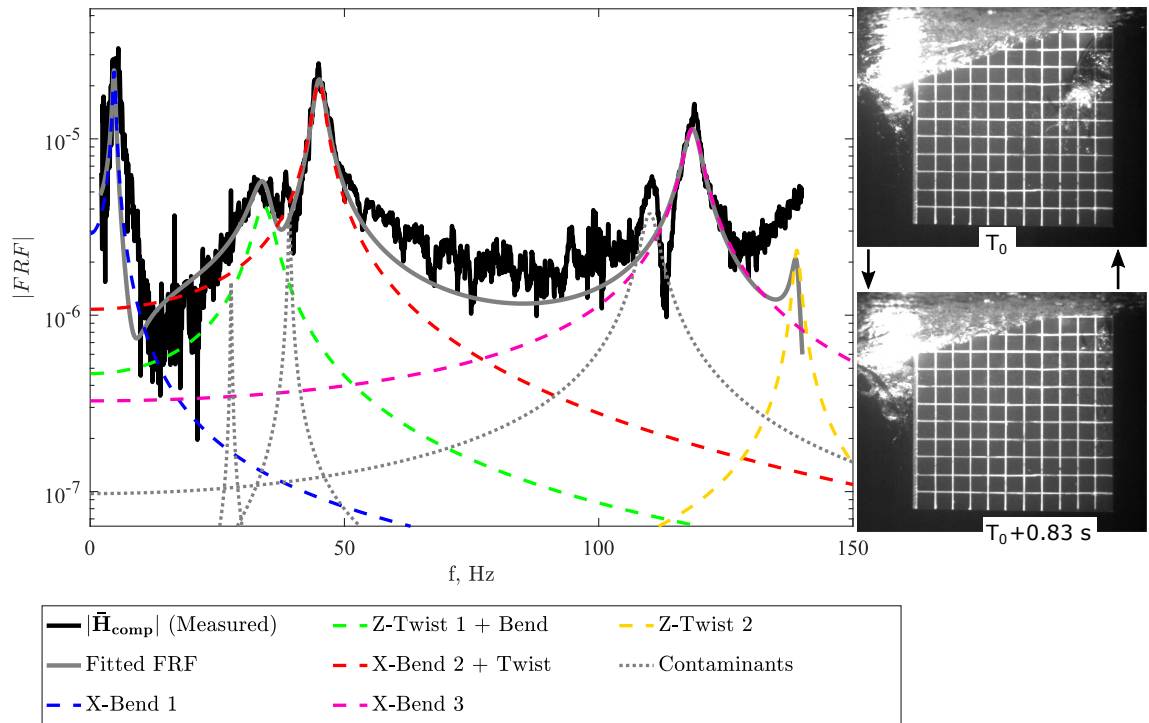 10^-5
10^-6
10^-7
|FRF|
0 50 100 150
f, Hz
T_0
T_0+0.83 s
|H̄_comp| (Measured)
Fitted FRF
X-Bend 1
Z-Twist 1 + Bend
X-Bend 2 + Twist
X-Bend 3
Z-Twist 2
Contaminants